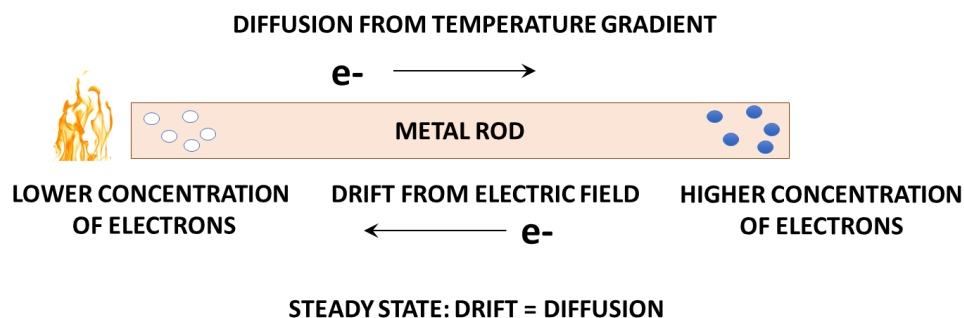 DIFFUSION FROM TEMPERATURE GRADIENT
e-
METAL ROD
LOWER CONCENTRATION
OF ELECTRONS
DRIFT FROM ELECTRIC FIELD
e-
HIGHER CONCENTRATION
OF ELECTRONS
STEADY STATE: DRIFT = DIFFUSION